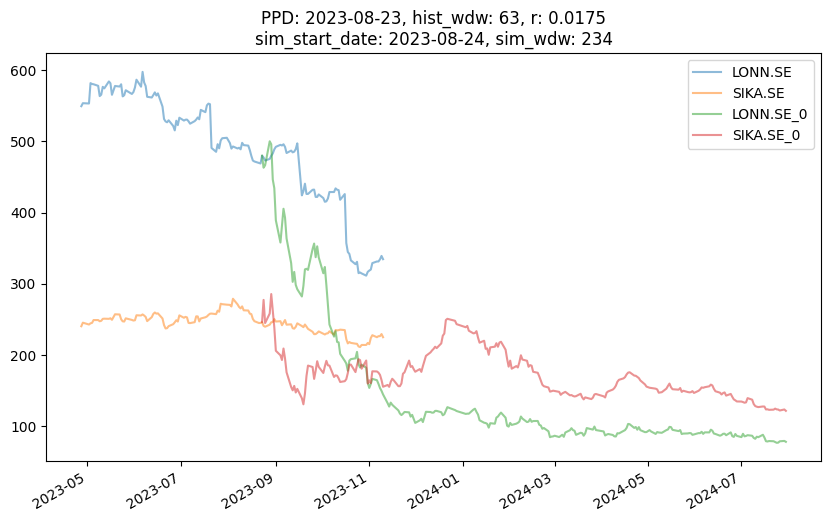 PPD: 2023-08-23, hist_wdw: 63, r: 0.0175
sim_start_date: 2023-08-24, sim_wdw: 234
LONN.SE
SIKA.SE
LONN.SE_0
SIKA.SE_0
600
500
400
300
200
100
2023-05
2023-07
2023-09
2023-11
2024-01
2024-03
2024-05
2024-07